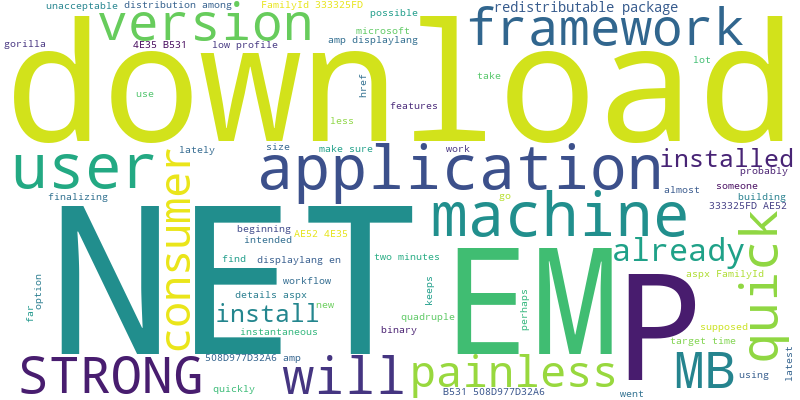 unacceptable distribution among FamilyId 333325FD possible redistributable package
version microsoft framework
gorilla 4E35 B531 low profile amp displaylang
download
use href features take lot less
lately size make sure work
user consumer application installed
probably
finalizing almost someone building
333325FD AE52
NET machine
beginning AE52 4E35 intended
already quick
find displaylang en two minutes EMP
aspx FamilyId
far option workflow keeps
details aspx new
install quadruple perhaps supposed
instantaneous binary target time
STRONG 508D977D32A6 amp will painless MB using latest
quickly B531 508D977D32A6 went
go